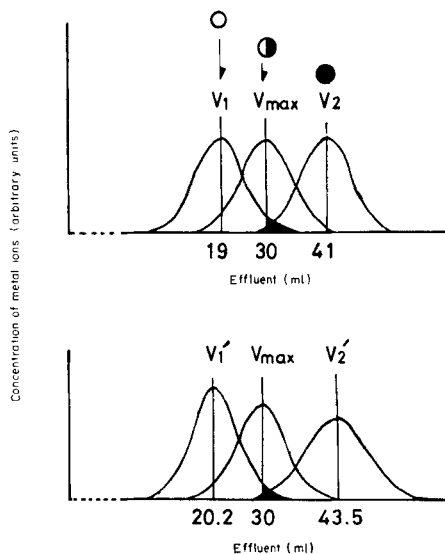 Concentration of metal ions (arbitrary units)
V1 Vmax V2
19 30 41
Effluent (ml)
V1′ Vmax V2′
20.2 30 43.5
Effluent (ml)